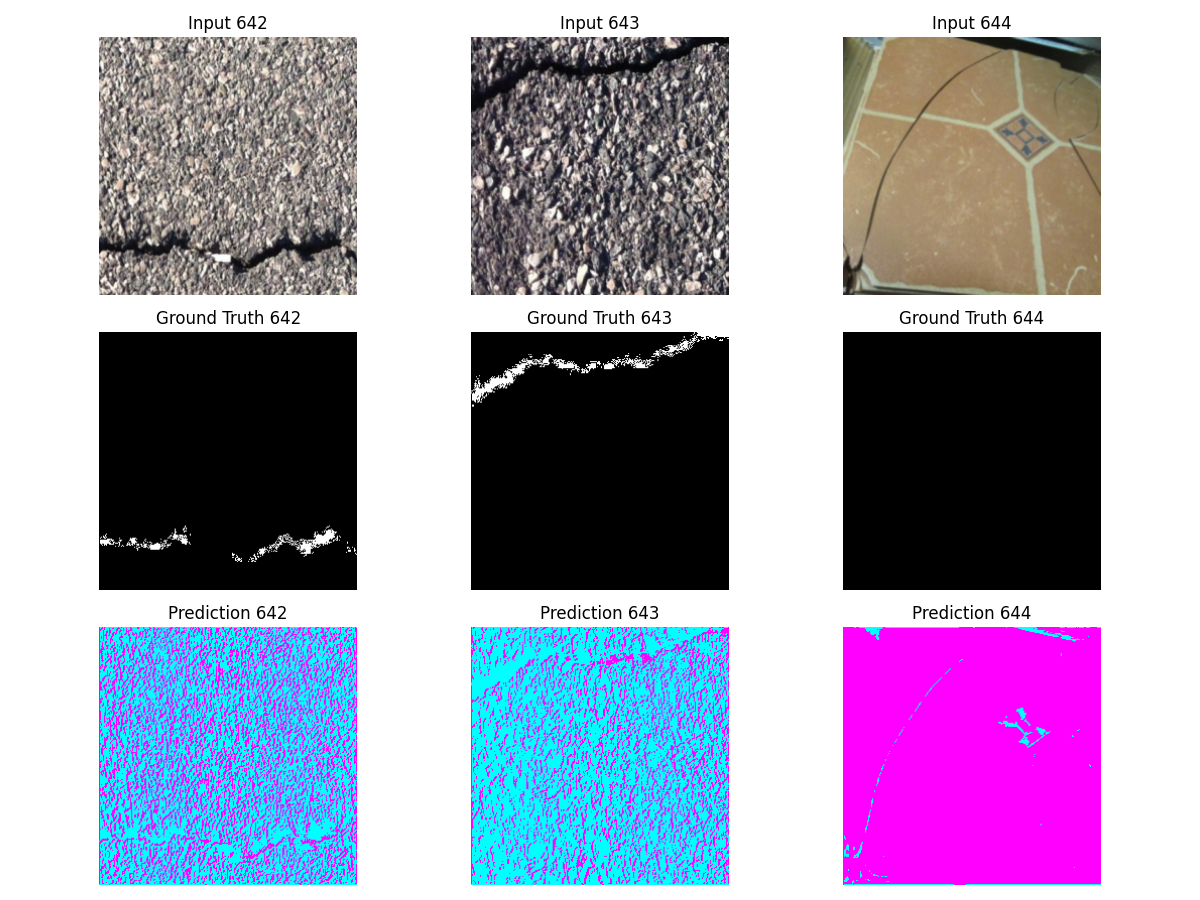 Input 642
Input 643
Input 644
Ground Truth 642
Ground Truth 643
Ground Truth 644
Prediction 642
Prediction 643
Prediction 644